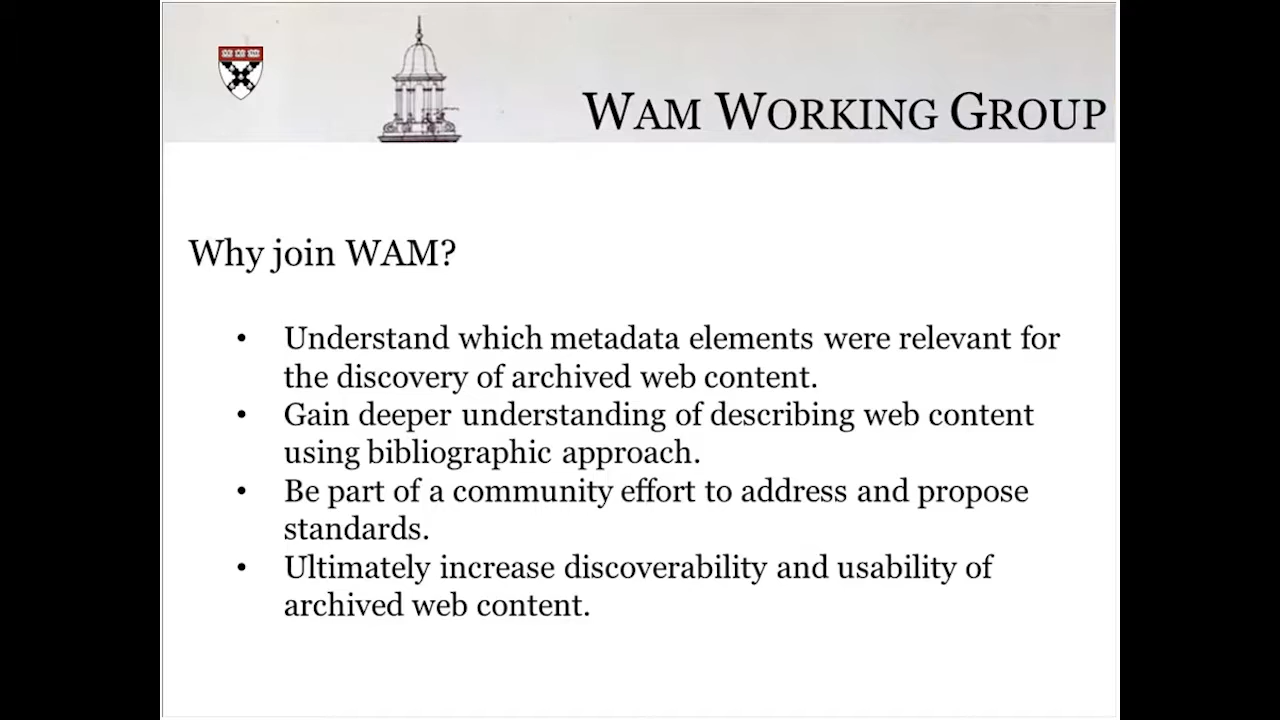 WAM WORKING GROUP
Why join WAM?
• Understand which metadata elements were relevant for
the discovery of archived web content.
• Gain deeper understanding of describing web content
using bibliographic approach.
• Be part of a community effort to address and propose
standards.
• Ultimately increase discoverability and usability of
archived web content.